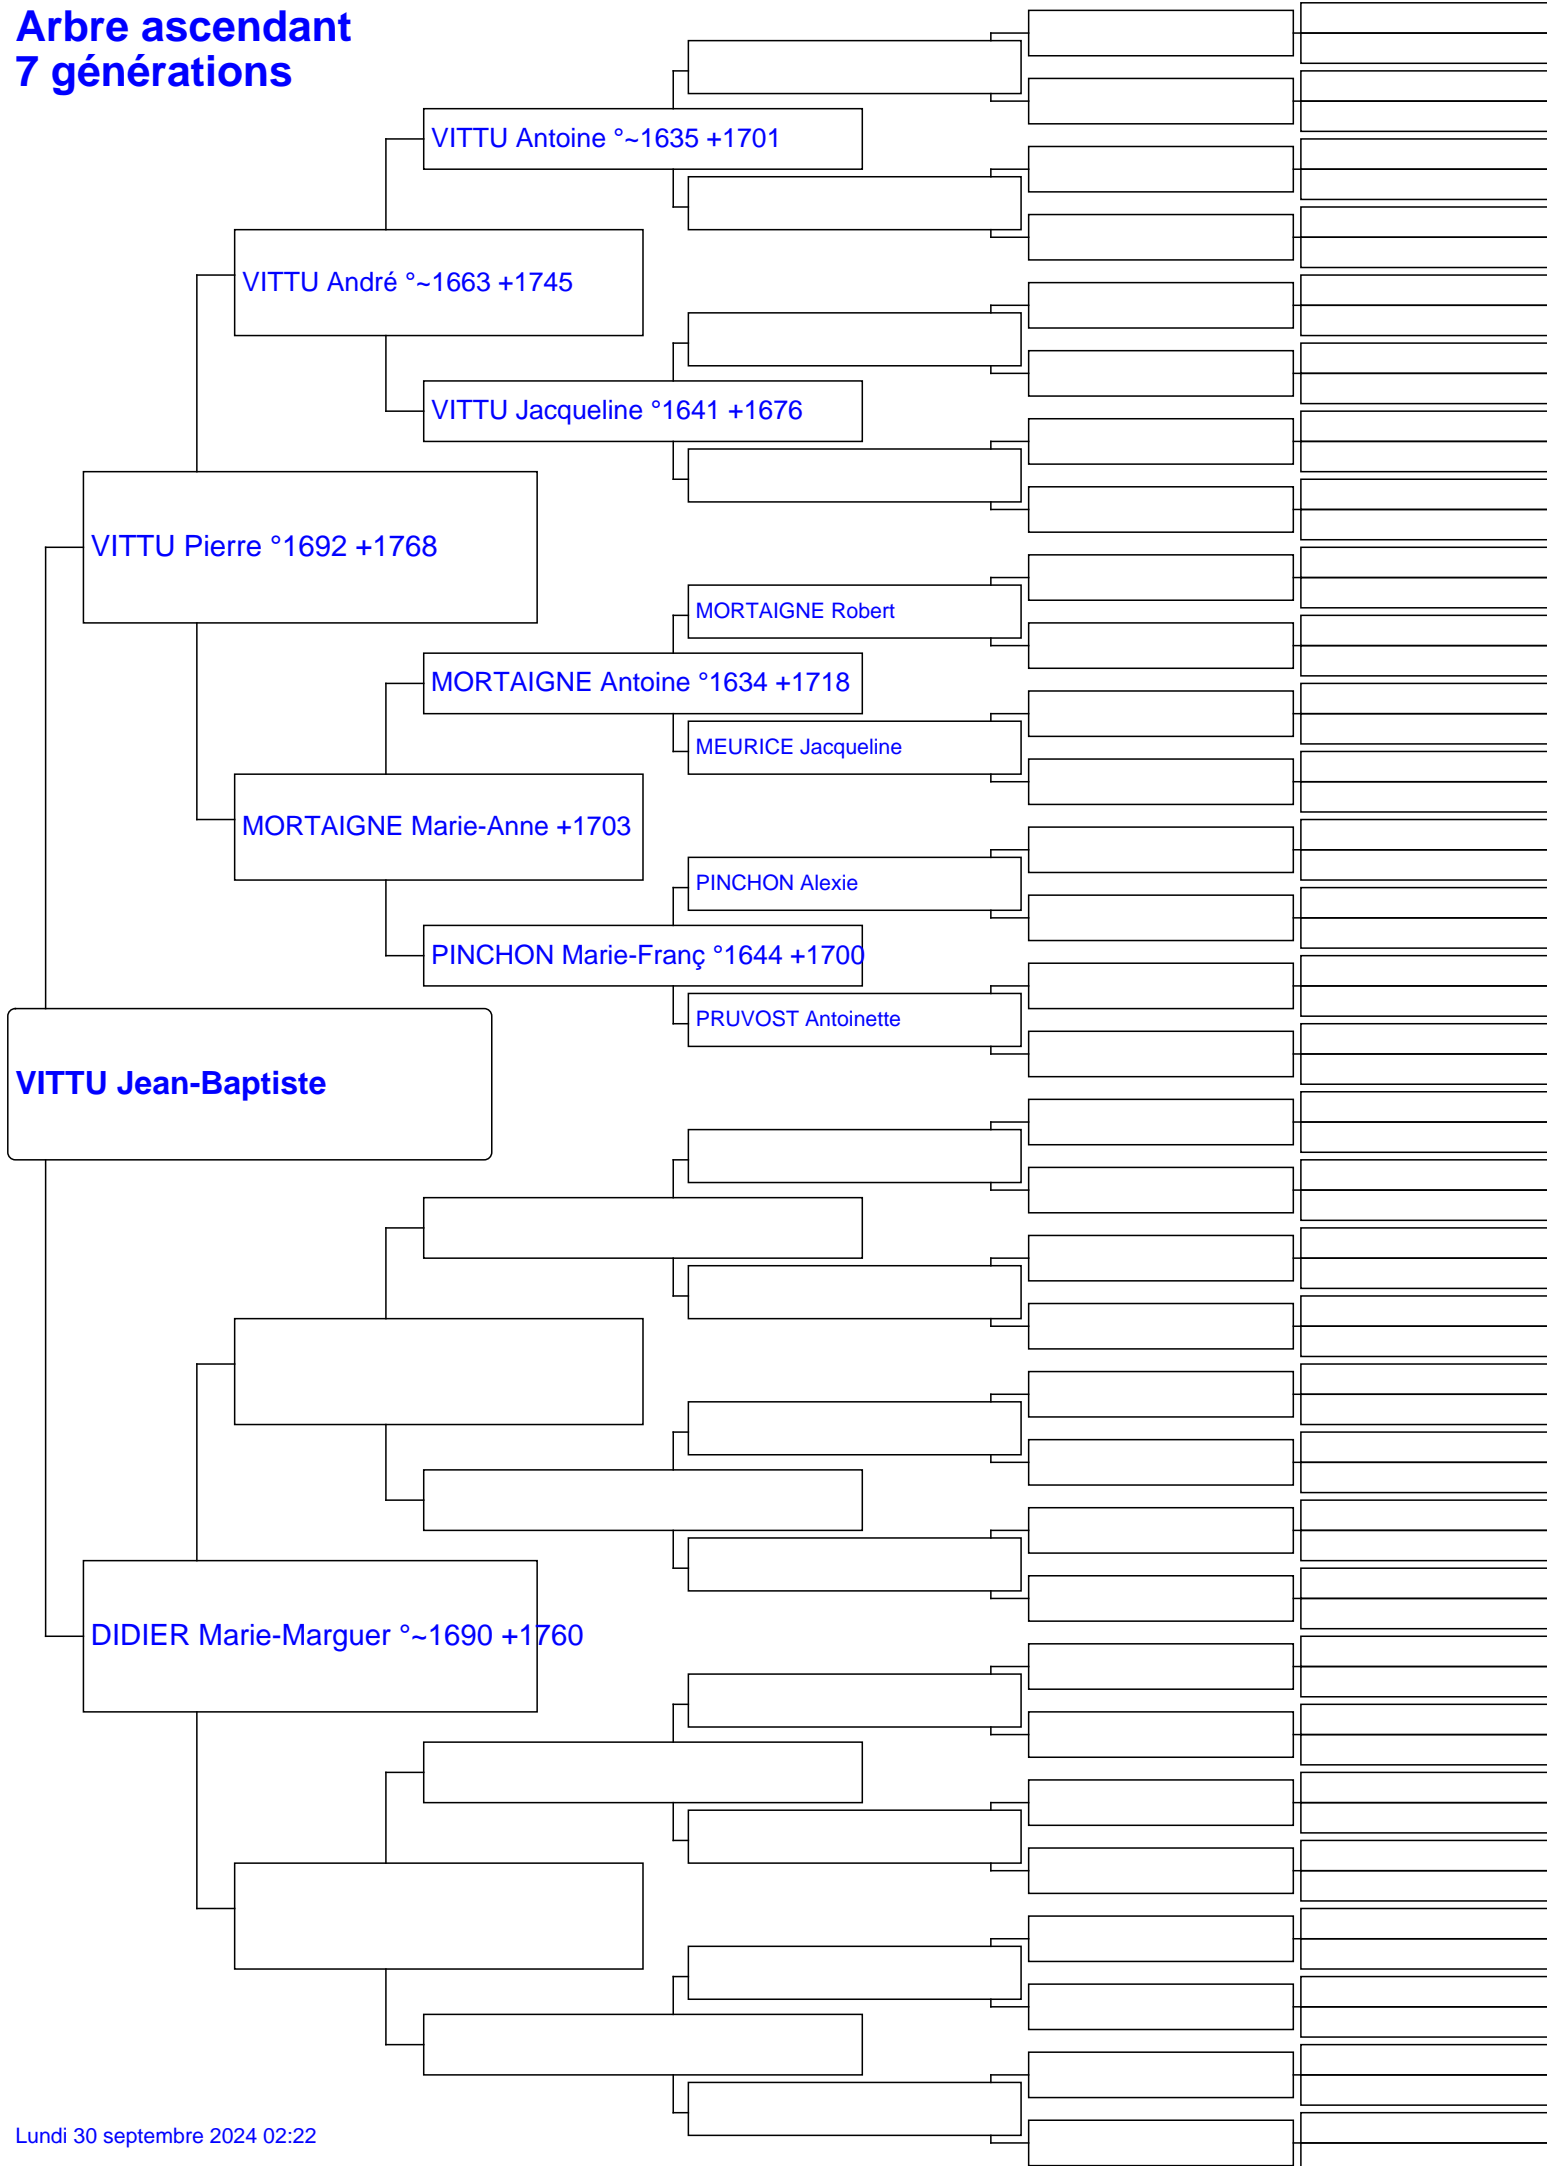 Arbre ascendant
7 générations
VITTU Antoine °~1635 +1701
VITTU André °~1663 +1745
VITTU Jacqueline °1641 +1676
VITTU Pierre °1692 +1768
MORTAIGNE Robert
MORTAIGNE Antoine °1634 +1718
MEURICE Jacqueline
MORTAIGNE Marie-Anne +1703
PINCHON Alexie
PINCHON Marie-Franç °1644 +1700
PRUVOST Antoinette
VITTU Jean-Baptiste
DIDIER Marie-Marguer °~1690 +1760
Lundi 30 septembre 2024 02:22